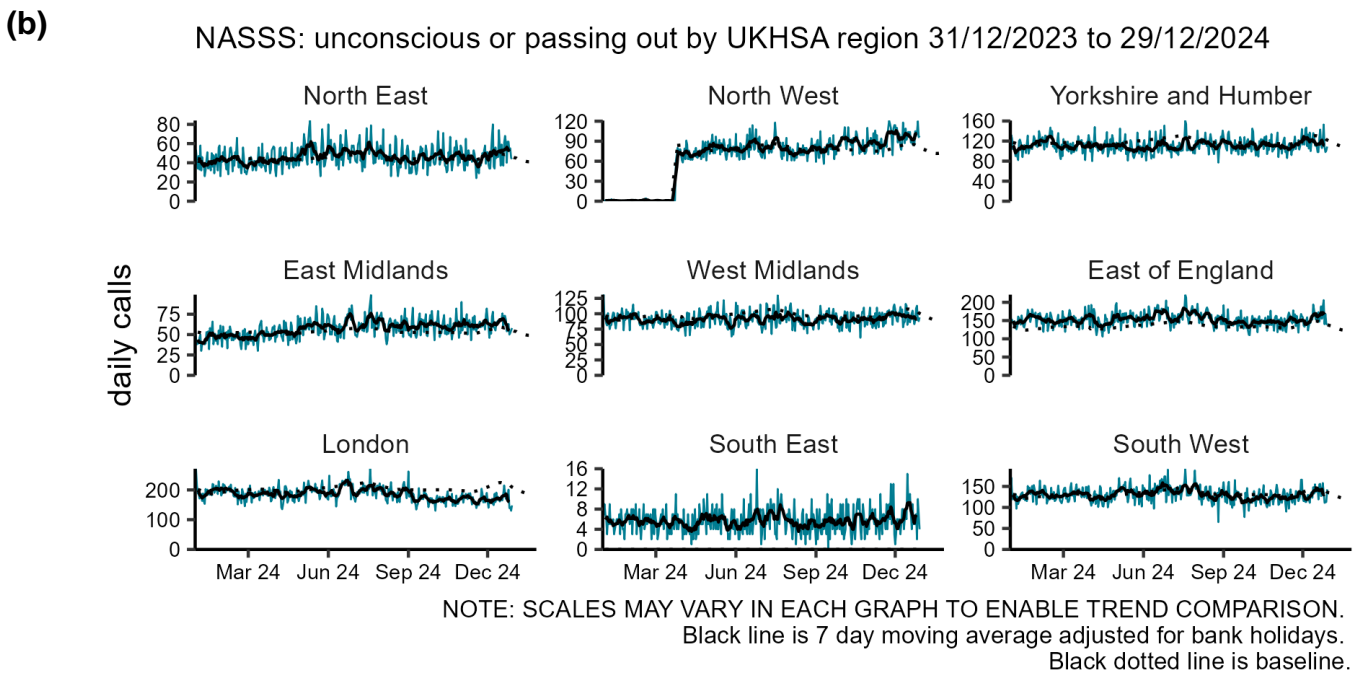 (b)
NASSS: unconscious or passing out by UKHSA region 31/12/2023 to 29/12/2024
North East
80
60
40
20
0
North West
120
90
60
30
0
Yorkshire and Humber
160
120
80
40
0
daily calls
East Midlands
75
50
25
0
West Midlands
125
100
75
50
25
0
East of England
200
150
100
50
0
London
200
100
0
Mar 24 Jun 24 Sep 24 Dec 24
South East
16
12
8
4
0
Mar 24 Jun 24 Sep 24 Dec 24
South West
150
100
50
0
Mar 24 Jun 24 Sep 24 Dec 24
NOTE: SCALES MAY VARY IN EACH GRAPH TO ENABLE TREND COMPARISON.
Black line is 7 day moving average adjusted for bank holidays.
Black dotted line is baseline.